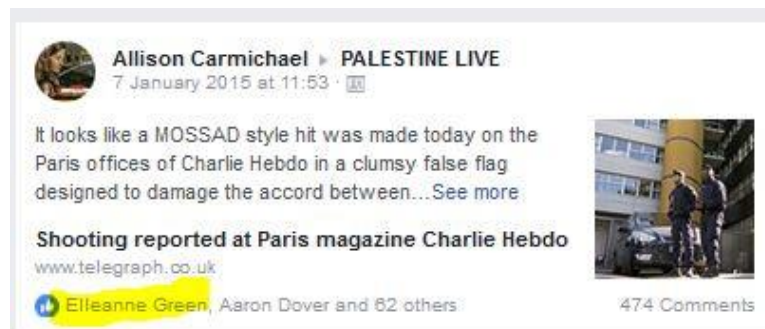 Allison Carmichael ▸ PALESTINE LIVE
7 January 2015 at 11:53 ·
It looks like a MOSSAD style hit was made today on the
Paris offices of Charlie Hebdo in a clumsy false flag
designed to damage the accord between...See more
Shooting reported at Paris magazine Charlie Hebdo
www.telegraph.co.uk
Elleanne Green, Aaron Dover and 62 others
474 Comments